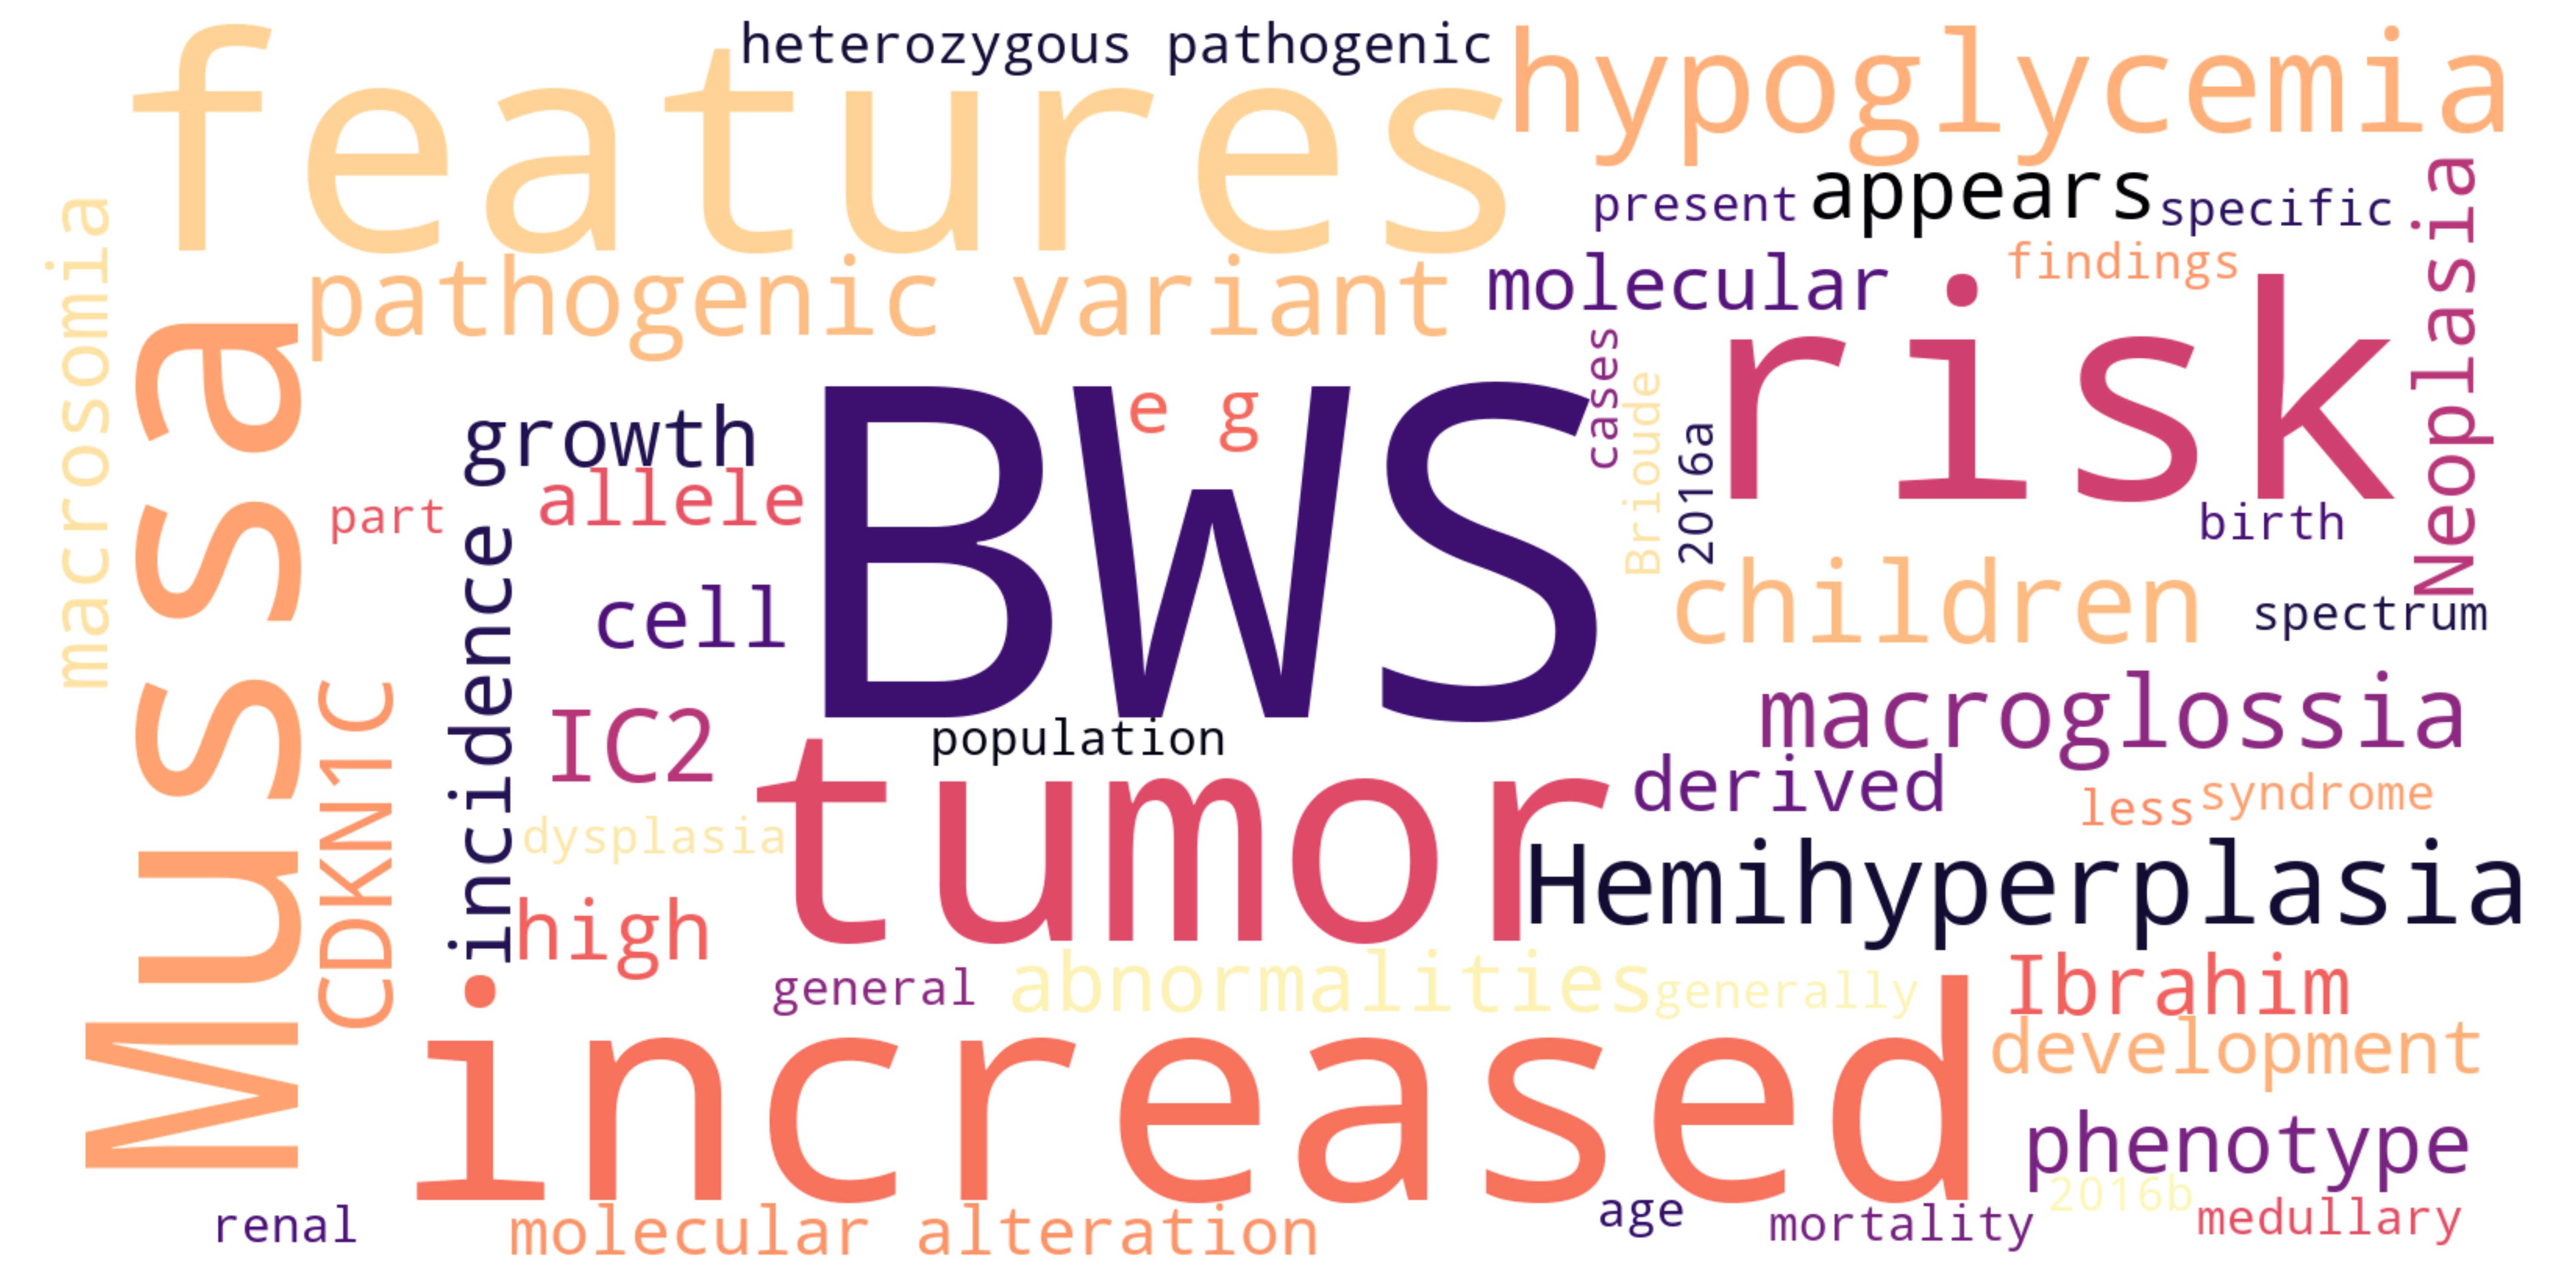 heterozygous pathogenic
features
hypoglycemia
present
appears
specific
macrosomia
Mussa
pathogenic variant
molecular
findings
risk
Neoplasia
growth
BWS
e g
cases
Brioude
2016a
allele
part
birth
incidence
cell
children
spectrum
CDKN1C
IC2
population
macroglossia
tumor
derived
less
syndrome
dysplasia
Hemihyperplasia
high
general
abnormalities
generally
Ibrahim
increased
development
phenotype
2016b
renal
molecular alteration
age
mortality
medullary